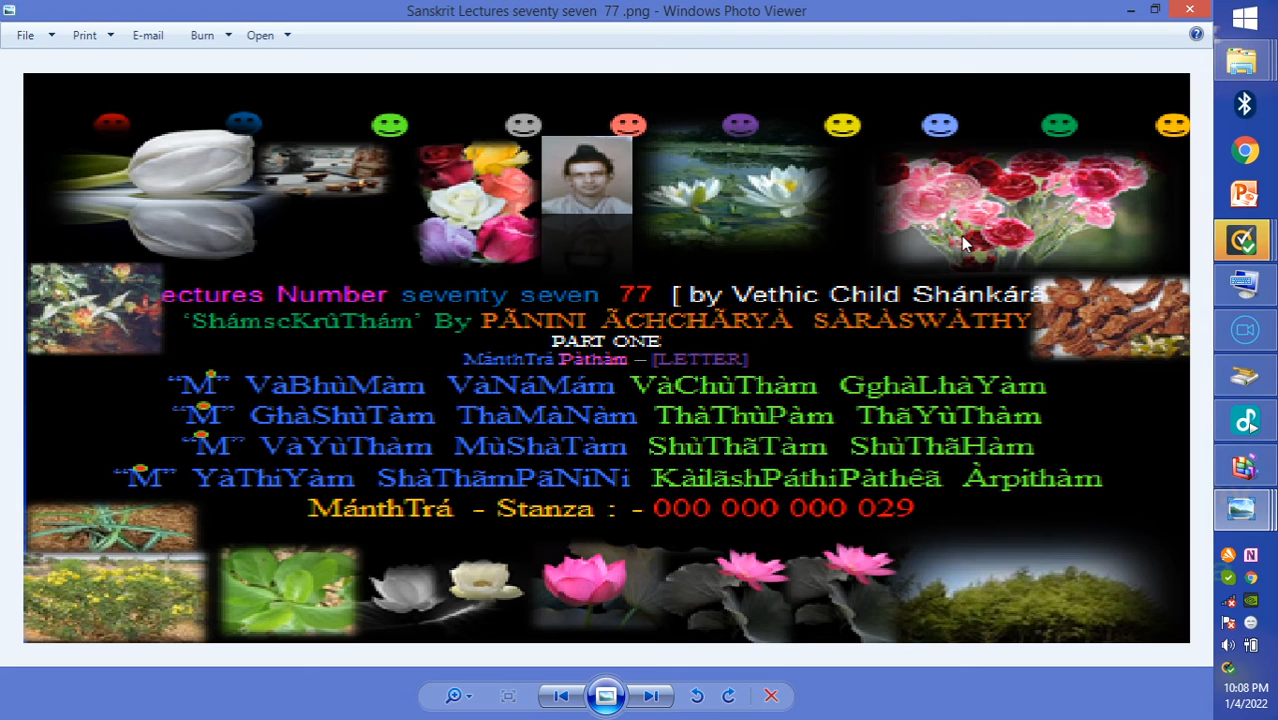 Sanskrit Lectures seventy seven 77 .png - Windows Photo Viewer
File Print E-mail Burn Open
ectures Number seventy seven 77 [ by Vethic Child Shánkárã
‘ShámscKrûThám’ By PÃNINI ÃCHCHÃRYÀ SÀRÀSWÀTHY
PART ONE
MánthTrá Pàthàm – [LETTER]
“M” VàBhùMàm VàNáMám VàChùThàm GghàLhàYàm
“M” GhàShùTàm ThàMàNàm ThàThùPàm ThãYùThàm
“M” VàYùThàm MùShàTàm ShùThãTàm ShùThãHàm
“M” YàThiYàm ShàThãmPãNiNi KàilãshPáthiPàthêã Àrpithàm
MánthTrá - Stanza : - 000 000 000 029
10:08 PM
1/4/2022